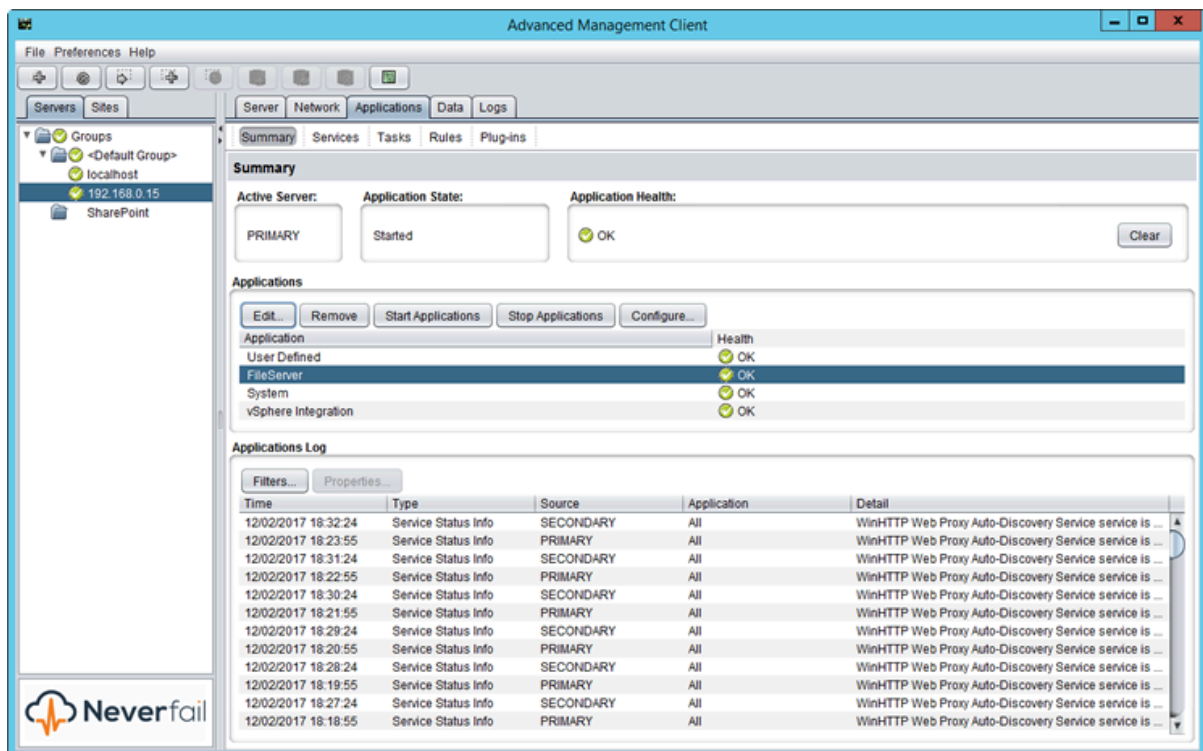 Advanced Management Client
File Preferences Help
Servers Sites
Server Network Applications Data Logs
Groups
<Default Group>
localhost
192.168.0.15
SharePoint
Summary Services Tasks Rules Plug-ins
Summary
Active Server: Application State: Application Health:
PRIMARY Started OK Clear
Applications
Edit... Remove Start Applications Stop Applications Configure...
Application Health
User Defined OK
FileServer OK
System OK
vSphere Integration OK
Applications Log
Filters... Properties...
Time Type Source Application Detail
12/02/2017 18:32:24 Service Status Info SECONDARY All WinHTTP Web Proxy Auto-Discovery Service service is ...
12/02/2017 18:23:55 Service Status Info PRIMARY All WinHTTP Web Proxy Auto-Discovery Service service is ...
12/02/2017 18:31:24 Service Status Info SECONDARY All WinHTTP Web Proxy Auto-Discovery Service service is ...
12/02/2017 18:22:55 Service Status Info PRIMARY All WinHTTP Web Proxy Auto-Discovery Service service is ...
12/02/2017 18:30:24 Service Status Info SECONDARY All WinHTTP Web Proxy Auto-Discovery Service service is ...
12/02/2017 18:21:55 Service Status Info PRIMARY All WinHTTP Web Proxy Auto-Discovery Service service is ...
12/02/2017 18:29:24 Service Status Info SECONDARY All WinHTTP Web Proxy Auto-Discovery Service service is ...
12/02/2017 18:20:55 Service Status Info PRIMARY All WinHTTP Web Proxy Auto-Discovery Service service is ...
12/02/2017 18:28:24 Service Status Info SECONDARY All WinHTTP Web Proxy Auto-Discovery Service service is ...
12/02/2017 18:19:55 Service Status Info PRIMARY All WinHTTP Web Proxy Auto-Discovery Service service is ...
12/02/2017 18:27:24 Service Status Info SECONDARY All WinHTTP Web Proxy Auto-Discovery Service service is ...
12/02/2017 18:18:55 Service Status Info PRIMARY All WinHTTP Web Proxy Auto-Discovery Service service is ...
Neverfail